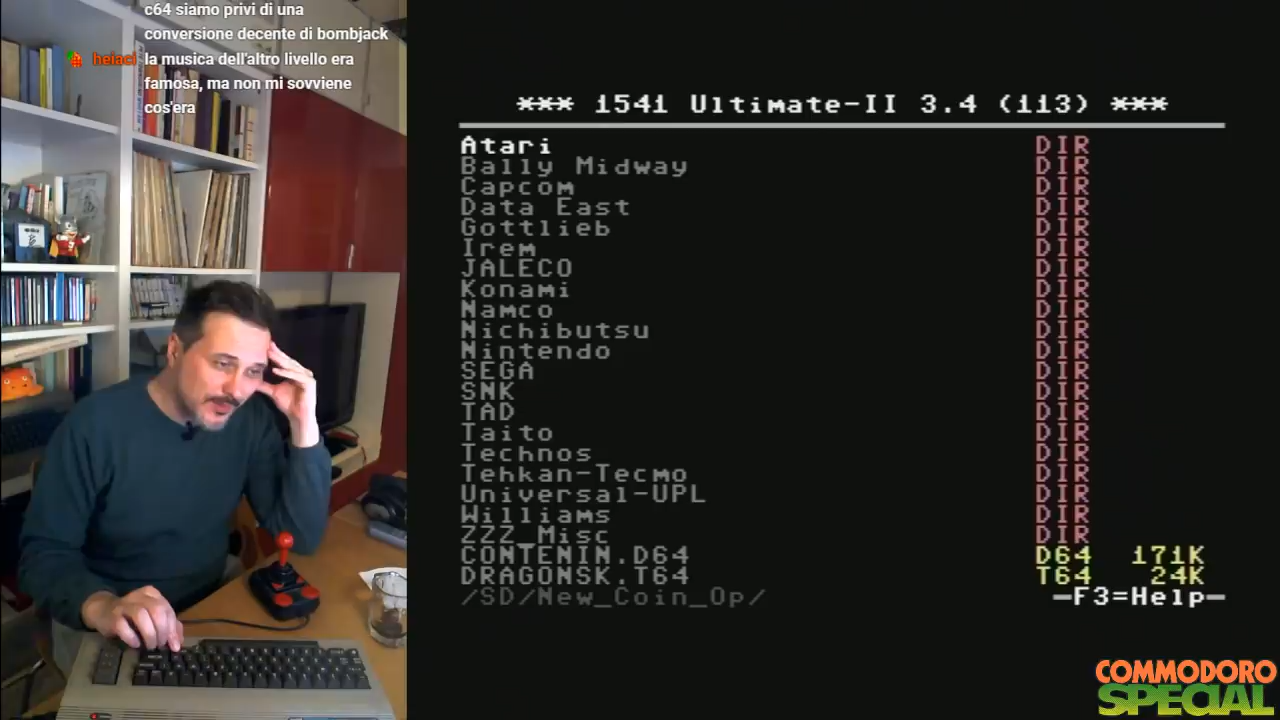 c64 siamo privi di una
conversione decente di bombjack
heiaci la musica dell'altro livello era
famosa, ma non mi sovviene
cos'era
*** 1541 Ultimate-II 3.4 (113) ***
Atari DIR
Bally Midway DIR
Capcom DIR
Data East DIR
Gottlieb DIR
Irem DIR
JALECO DIR
Konami DIR
Namco DIR
Nichibutsu DIR
Nintendo DIR
SEGA DIR
SNK DIR
TAD DIR
Taito DIR
Technos DIR
Tehkan-Tecmo DIR
Universal-UPL DIR
Williams DIR
ZZZ_Misc DIR
CONTENIN.D64 D64 171K
DRAGONSK.T64 T64 24K
/SD/New_Coin_Op/ —F3=Help—
COMMODORO
SPECIAL